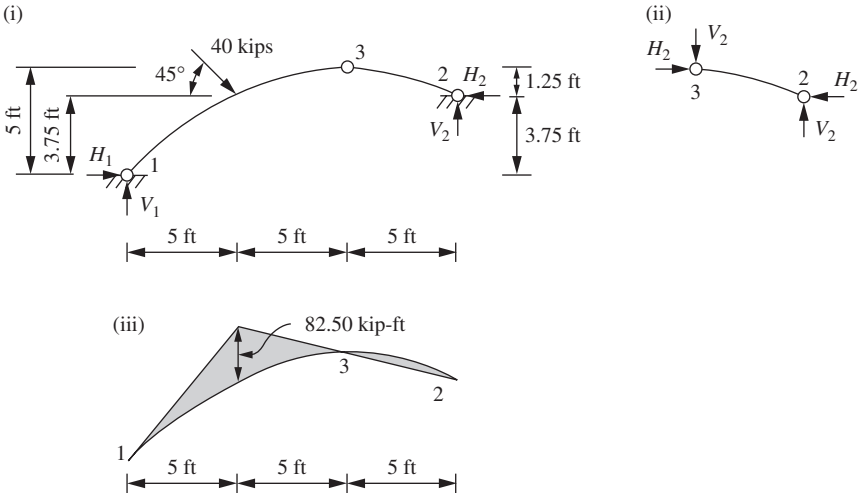 (i)
40 kips
45°
3
2
H2
V2
1.25 ft
3.75 ft
5 ft
3.75 ft
H1
1
V1
5 ft
5 ft
5 ft
(ii)
V2
H2
3
2
H2
V2
(iii)
82.50 kip-ft
3
2
1
5 ft
5 ft
5 ft